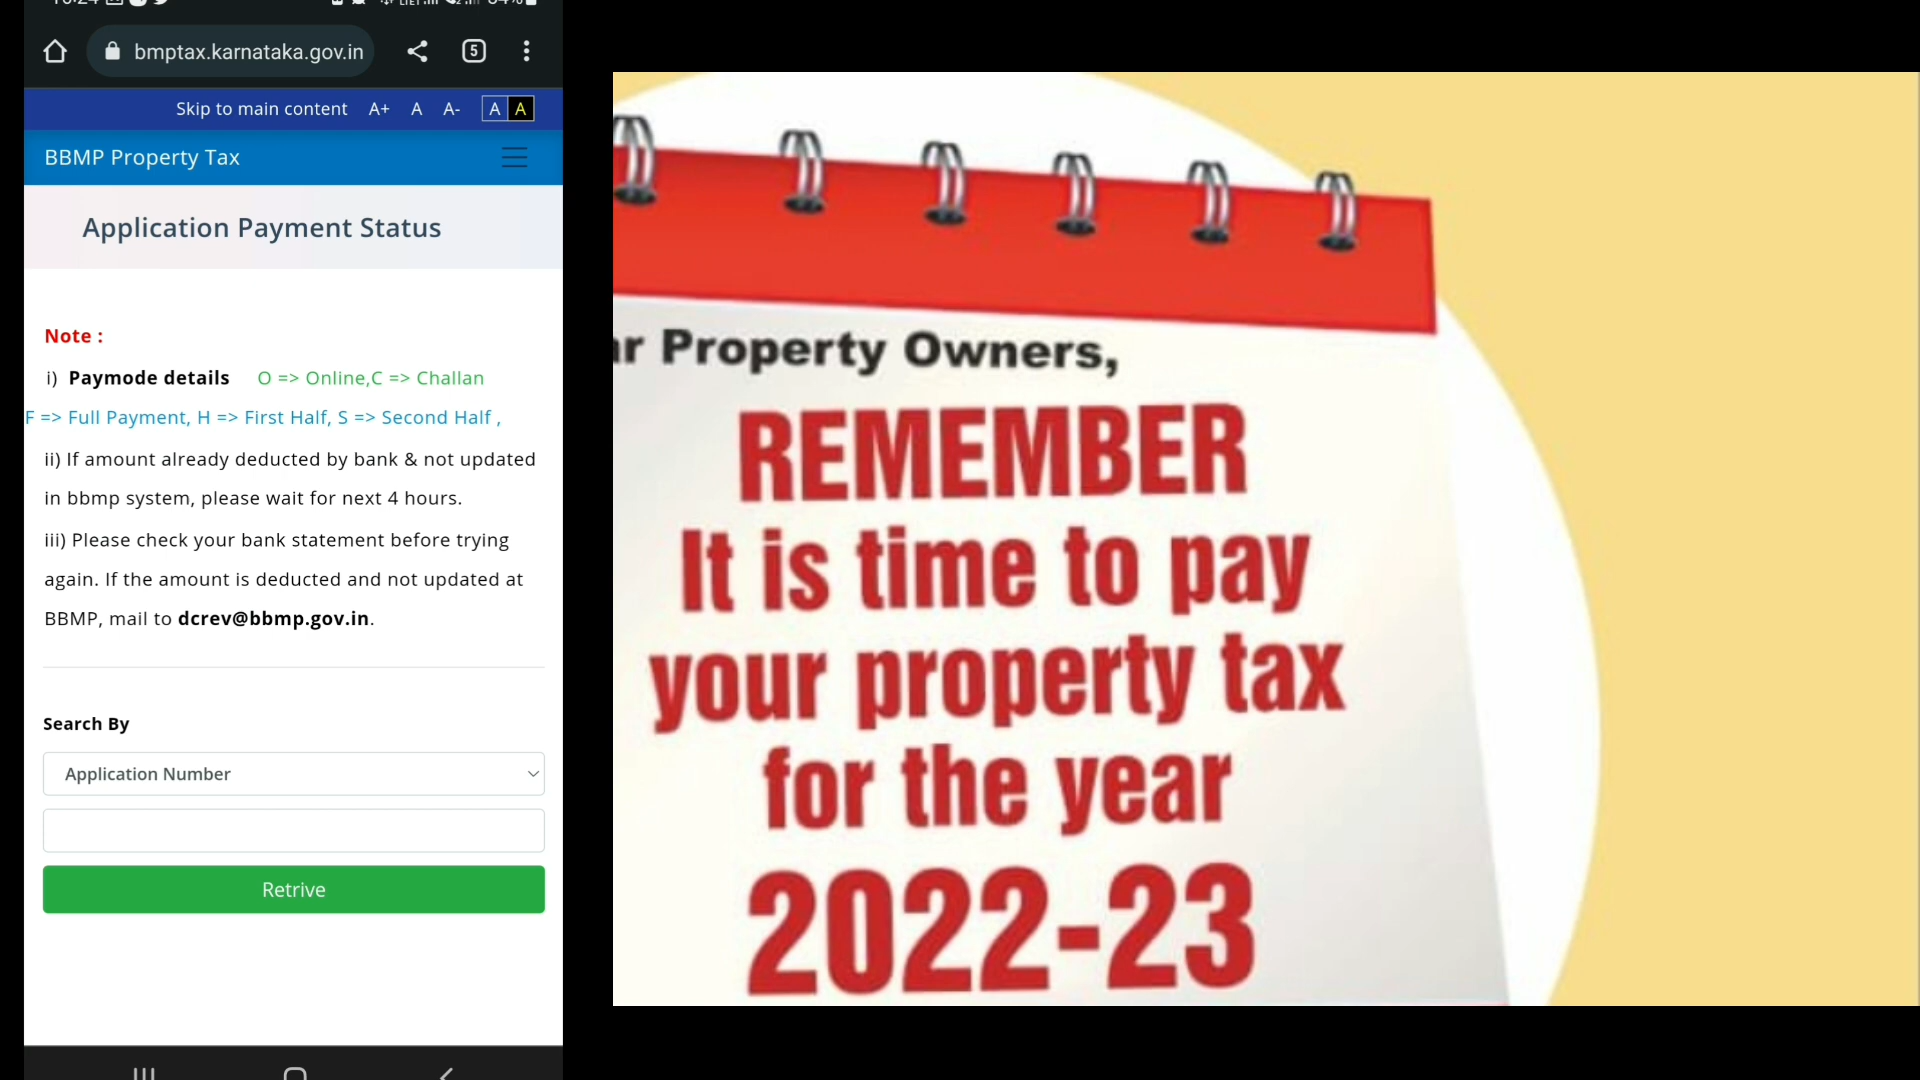 bmptax.karnataka.gov.in
5
Skip to main content A+ A A- A A
BBMP Property Tax
Application Payment Status
Note :
i) Paymode details O => Online,C => Challan
F => Full Payment, H => First Half, S => Second Half ,
ii) If amount already deducted by bank & not updated
in bbmp system, please wait for next 4 hours.
iii) Please check your bank statement before trying
again. If the amount is deducted and not updated at
BBMP, mail to dcrev@bbmp.gov.in.
Search By
Application Number
Retrive
ar Property Owners,
REMEMBER
It is time to pay
your property tax
for the year
2022-23